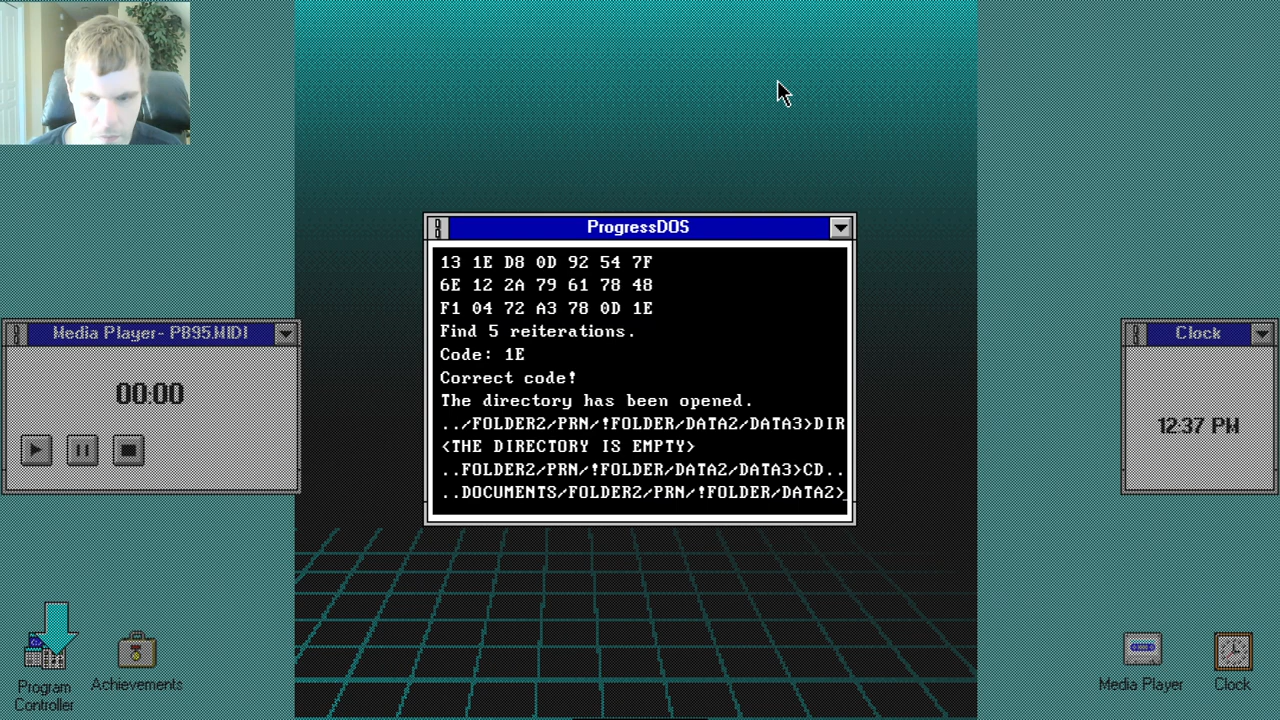 ProgressDOS
13 1E D8 0D 92 54 7F
6E 12 2A 79 61 78 48
F1 04 72 A3 78 0D 1E
Find 5 reiterations.
Code: 1E
Correct code!
The directory has been opened.
../FOLDER2/PRN/!FOLDER/DATA2/DATA3>DIR
<THE DIRECTORY IS EMPTY>
..FOLDER2/PRN/!FOLDER/DATA2/DATA3>CD..
..DOCUMENTS/FOLDER2/PRN/!FOLDER/DATA2>_
Media Player- PB95.MIDI
00:00
Clock
12:37 PM
Program
Controller
Achievements
Media Player
Clock